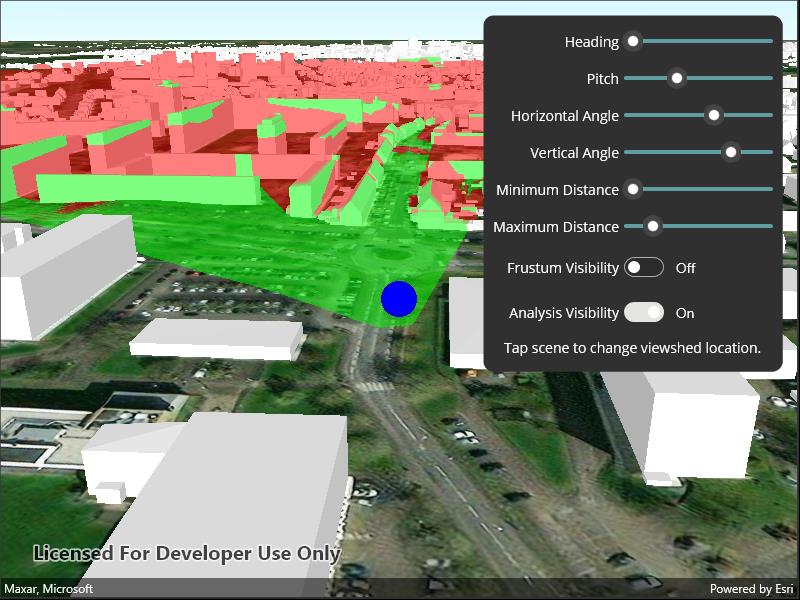 Heading
Pitch
Horizontal Angle
Vertical Angle
Minimum Distance
Maximum Distance
Frustum Visibility Off
Analysis Visibility On
Tap scene to change viewshed location.
Licensed For Developer Use Only
Maxar, Microsoft Powered by Esri